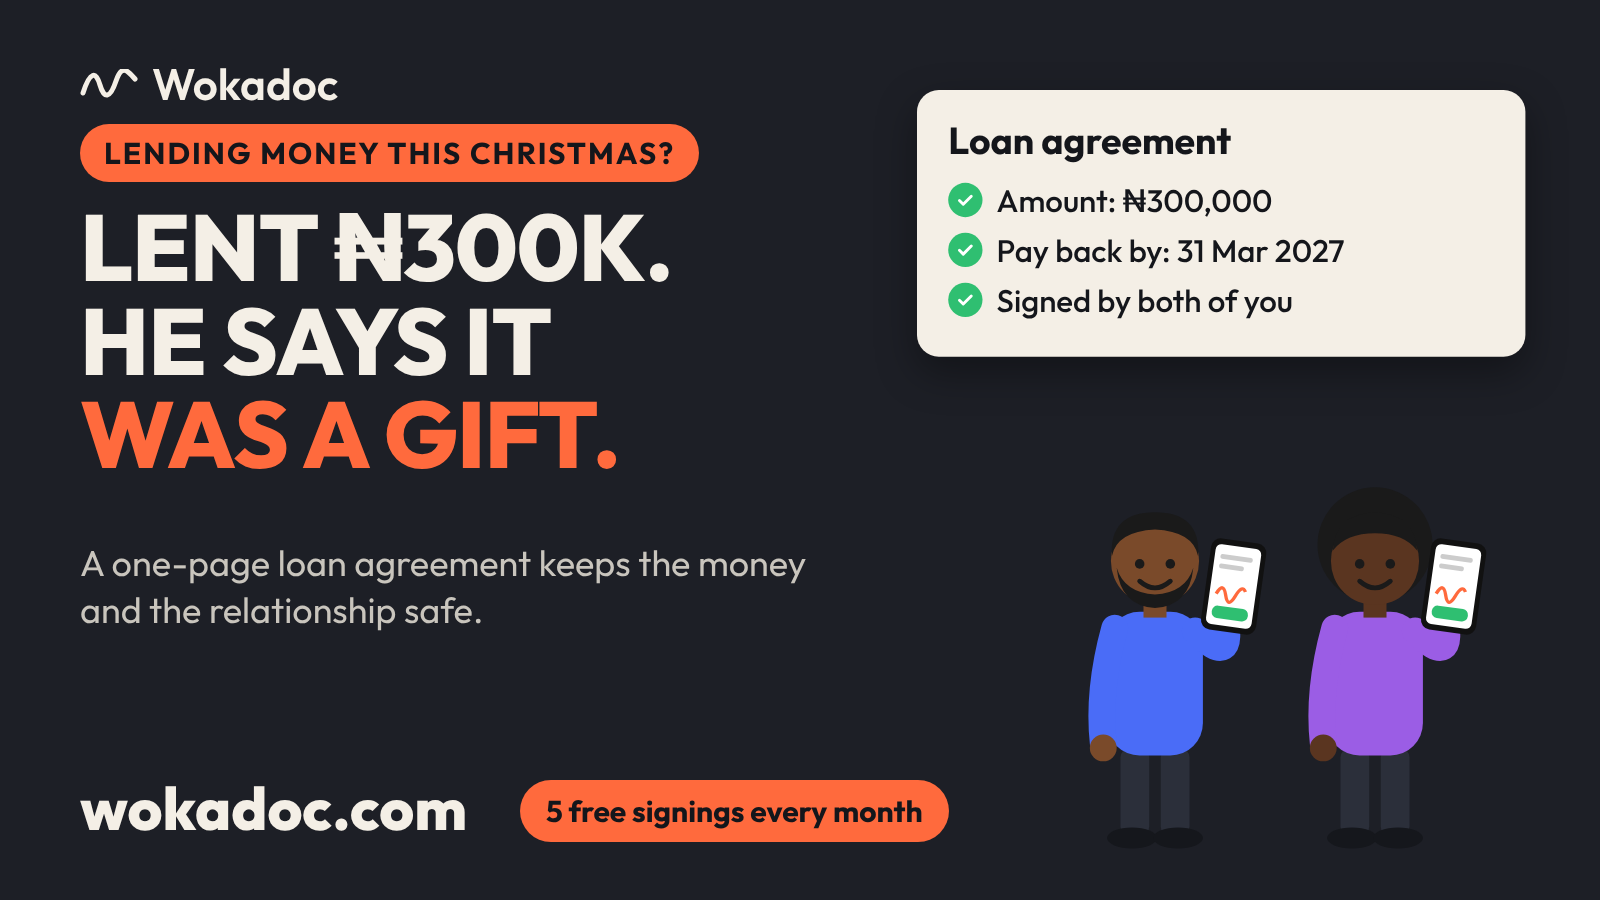 Wokadoc
LENDING MONEY THIS CHRISTMAS?
LENT ₦300K.
HE SAYS IT
WAS A GIFT.
A one-page loan agreement keeps the money
and the relationship safe.
wokadoc.com
5 free signings every month
Loan agreement
Amount: ₦300,000
Pay back by: 31 Mar 2027
Signed by both of you